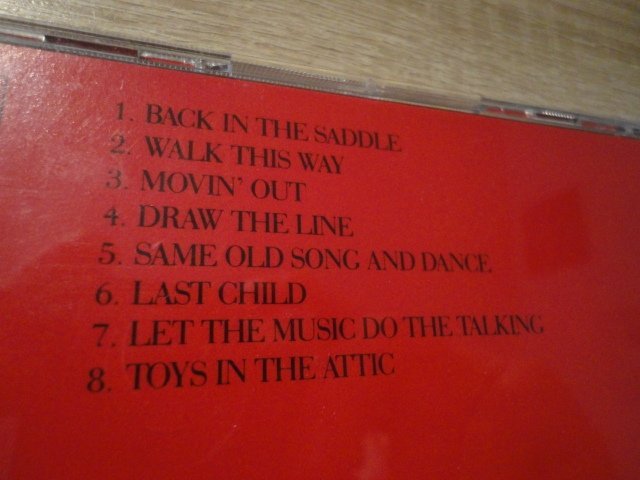 1. BACK IN THE SADDLE
2. WALK THIS WAY
3. MOVIN' OUT
4. DRAW THE LINE
5. SAME OLD SONG AND DANCE
6. LAST CHILD
7. LET THE MUSIC DO THE TALKING
8. TOYS IN THE ATTIC